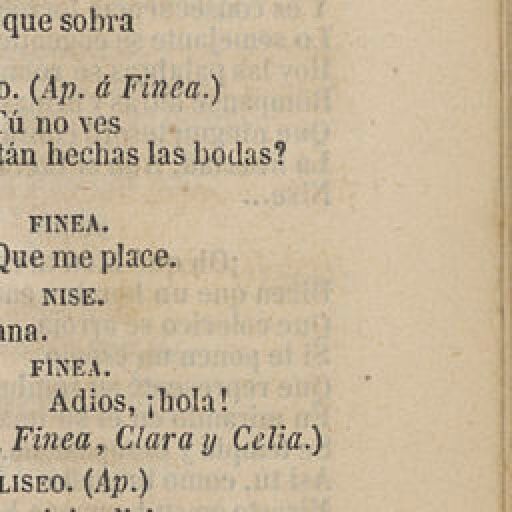 que sobra
o. (Ap. á Finea.)
Tú no ves
tán hechas las bodas?
FINEA.
Que me place.
NISE.
ana.
FINEA.
Adios, ¡hola!
Finea, Clara y Celia.)
LISEO. (Ap.)